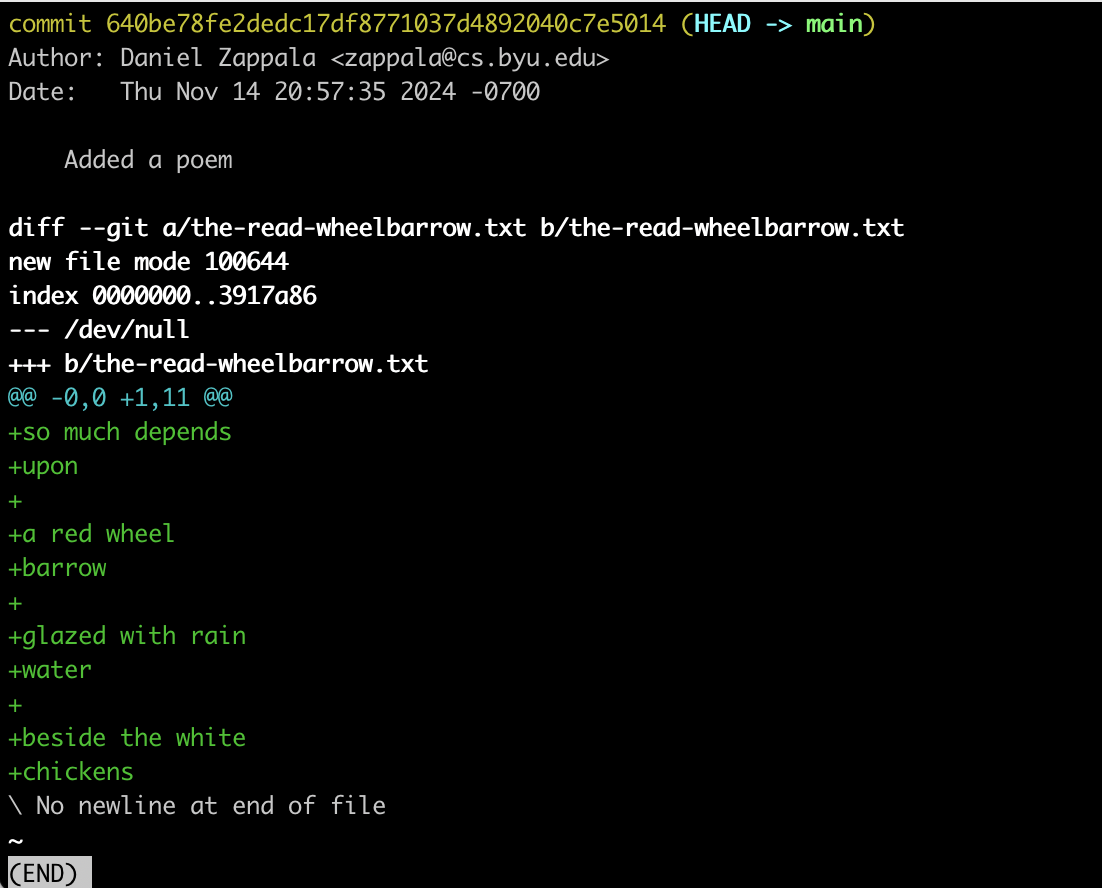 commit 640be78fe2dedc17df8771037d4892040c7e5014 (HEAD -> main)
Author: Daniel Zappala <zappala@cs.byu.edu>
Date:   Thu Nov 14 20:57:35 2024 -0700

    Added a poem

diff --git a/the-read-wheelbarrow.txt b/the-read-wheelbarrow.txt
new file mode 100644
index 0000000..3917a86
--- /dev/null
+++ b/the-read-wheelbarrow.txt
@@ -0,0 +1,11 @@
+so much depends
+upon
+
+a red wheel
+barrow
+
+glazed with rain
+water
+
+beside the white
+chickens
\ No newline at end of file
~
(END)